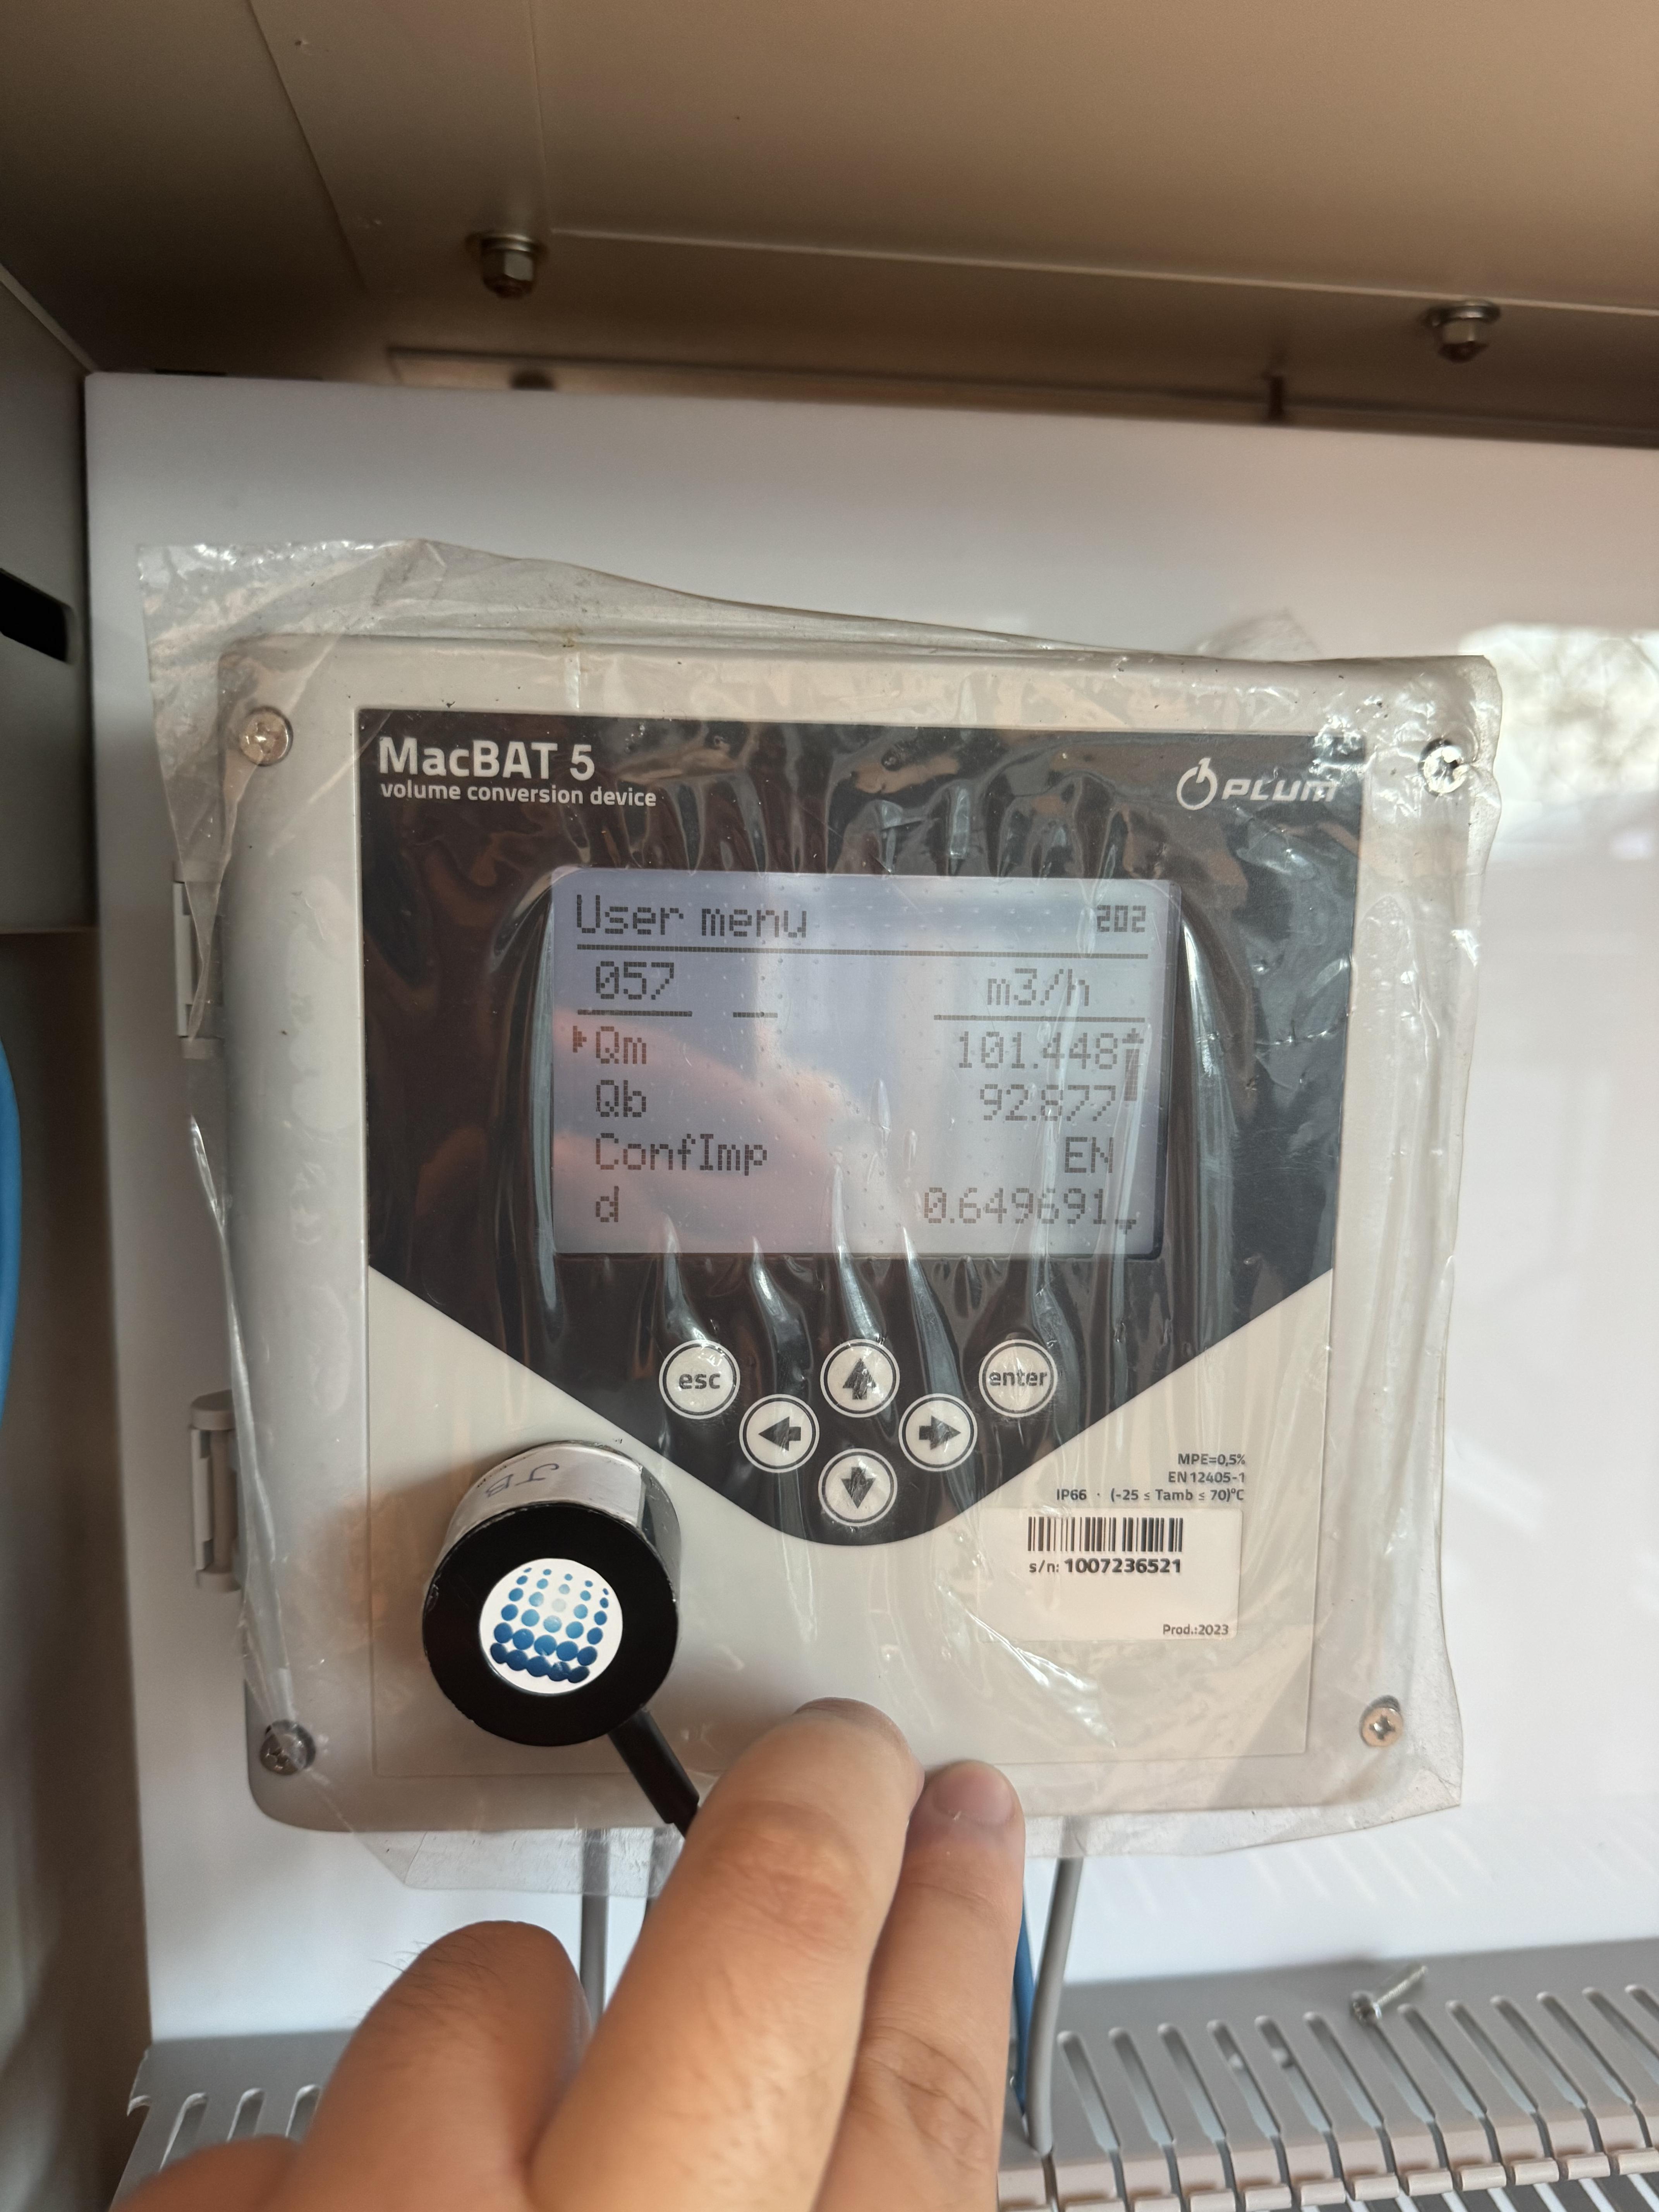 MacBAT 5
volume conversion device
PLUM
User menu 202
057 m3/h
Qm 101.448
Qb 92.877
ConfImp EN
d 0.649691
esc
enter
MPE=0,5%
EN 12405-1
IP66 · (-25 ≤ Tamb ≤ 70)°C
s/n: 1007236521
Prod.:2023
JB